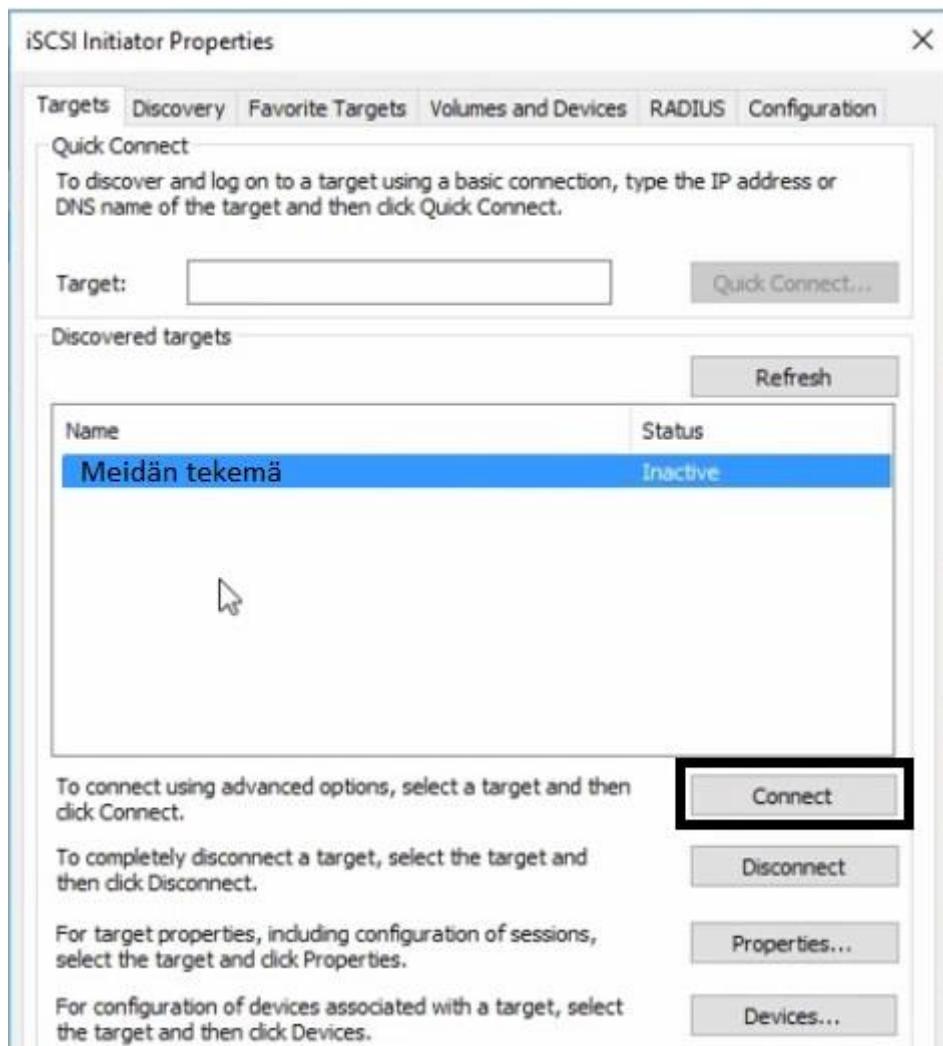 iSCSI Initiator Properties
Targets Discovery Favorite Targets Volumes and Devices RADIUS Configuration
Quick Connect
To discover and log on to a target using a basic connection, type the IP address or
DNS name of the target and then click Quick Connect.
Target:
Quick Connect...
Discovered targets
Refresh
Name Status
Meidän tekemä Inactive
To connect using advanced options, select a target and then
click Connect.
Connect
To completely disconnect a target, select the target and
then click Disconnect.
Disconnect
For target properties, including configuration of sessions,
select the target and click Properties.
Properties...
For configuration of devices associated with a target, select
the target and then click Devices.
Devices...